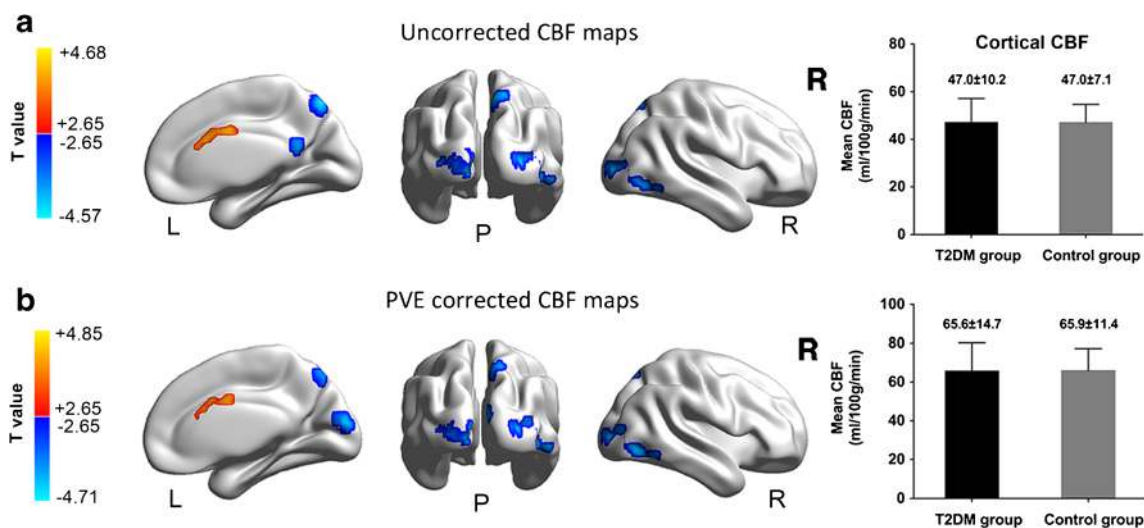 a
Uncorrected CBF maps
T value
+4.68
+2.65
-2.65
-4.57
L
P
R
R
Cortical CBF
Mean CBF
(ml/100g/min)
80
60
40
20
0
47.0±10.2
47.0±7.1
T2DM group
Control group
b
PVE corrected CBF maps
T value
+4.85
+2.65
-2.65
-4.71
L
P
R
R
Mean CBF
(ml/100g/min)
100
80
60
40
20
0
65.6±14.7
65.9±11.4
T2DM group
Control group